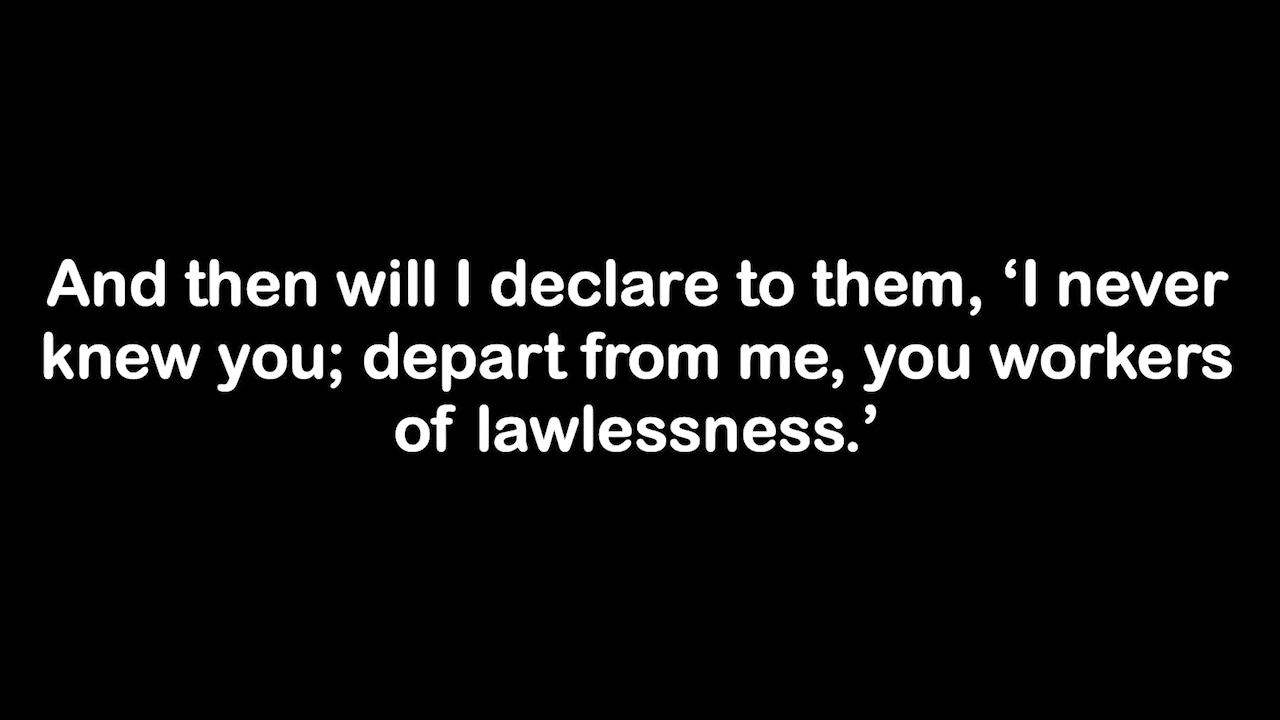 And then will I declare to them, ‘I never
knew you; depart from me, you workers
of lawlessness.’